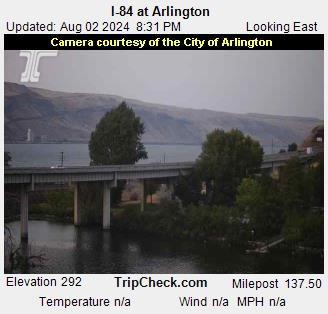 I-84 at Arlington
Updated: Aug 02 2024 8:31 PM Looking East
Camera courtesy of the City of Arlington
Elevation 292 TripCheck.com Milepost 137.50
Temperature n/a Wind n/a MPH n/a